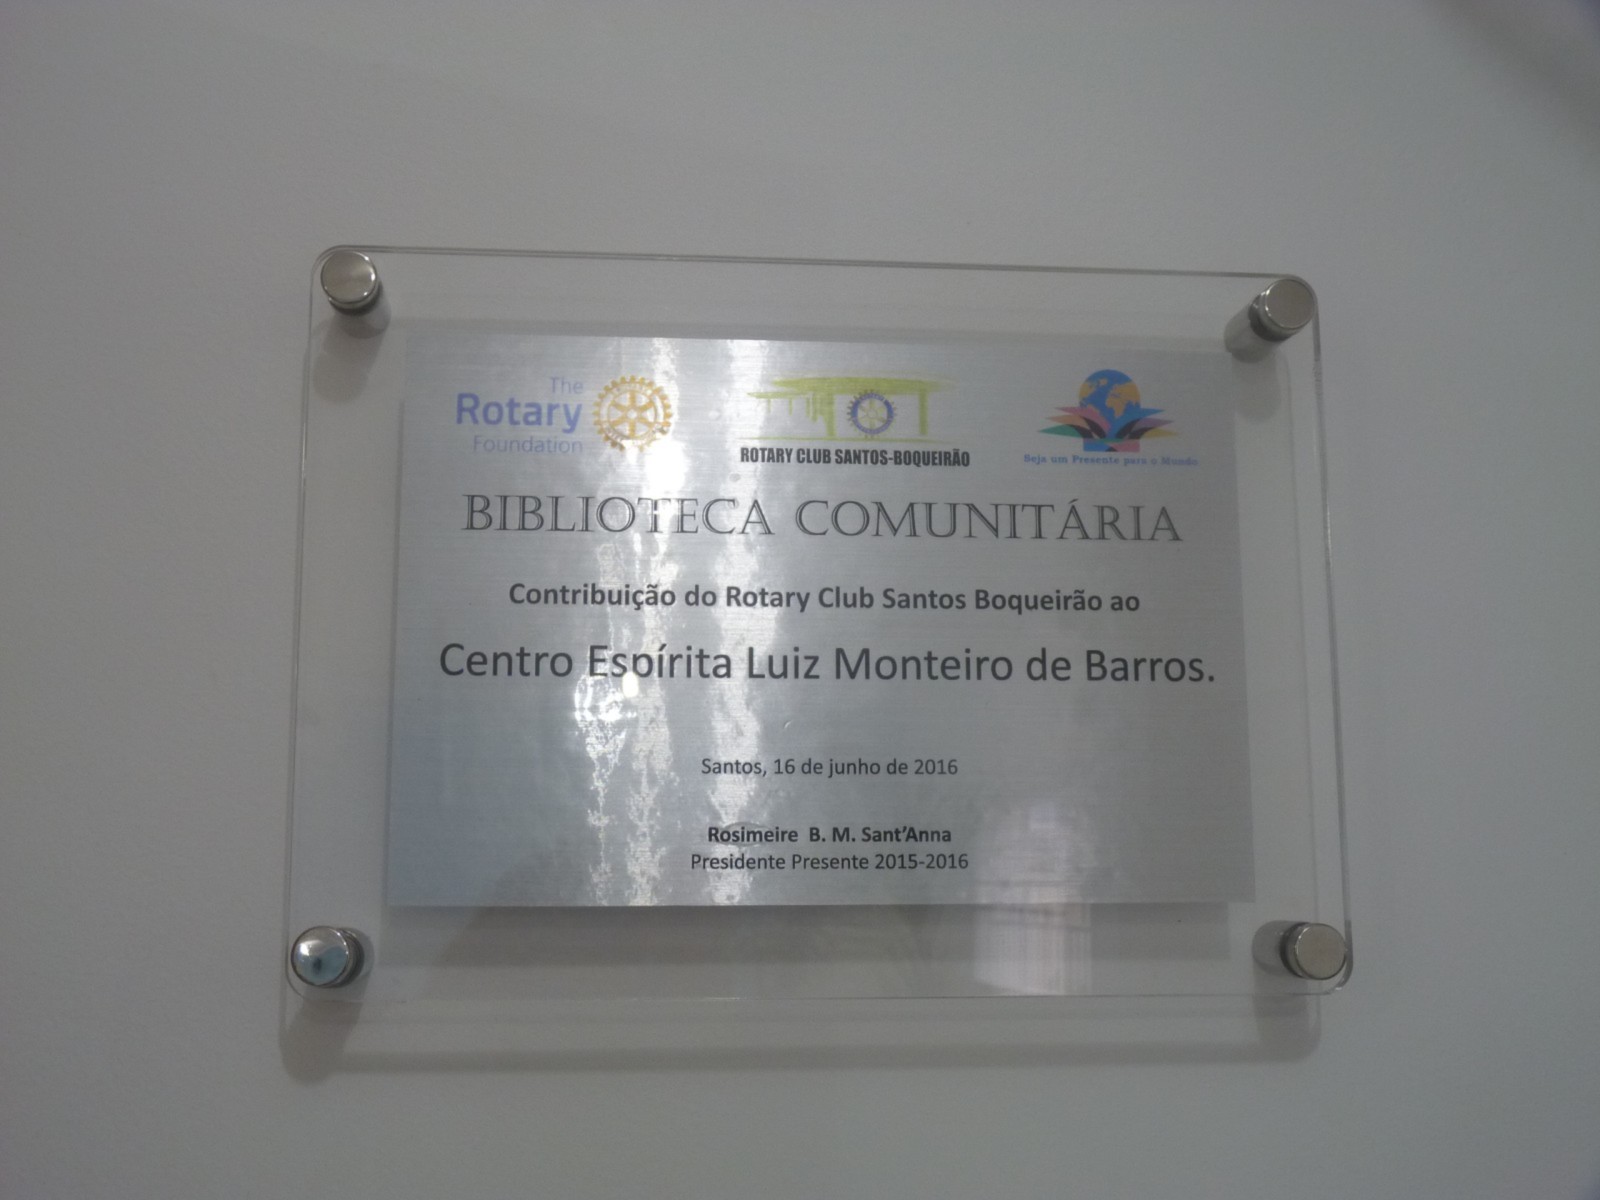 The
Rotary
Foundation
ROTARY CLUB SANTOS-BOQUEIRÃO
Seja um Presente para o Mundo
BIBLIOTECA COMUNITÁRIA
Contribuição do Rotary Club Santos Boqueirão ao
Centro Espírita Luiz Monteiro de Barros.
Santos, 16 de junho de 2016
Rosimeire B. M. Sant'Anna
Presidente Presente 2015-2016